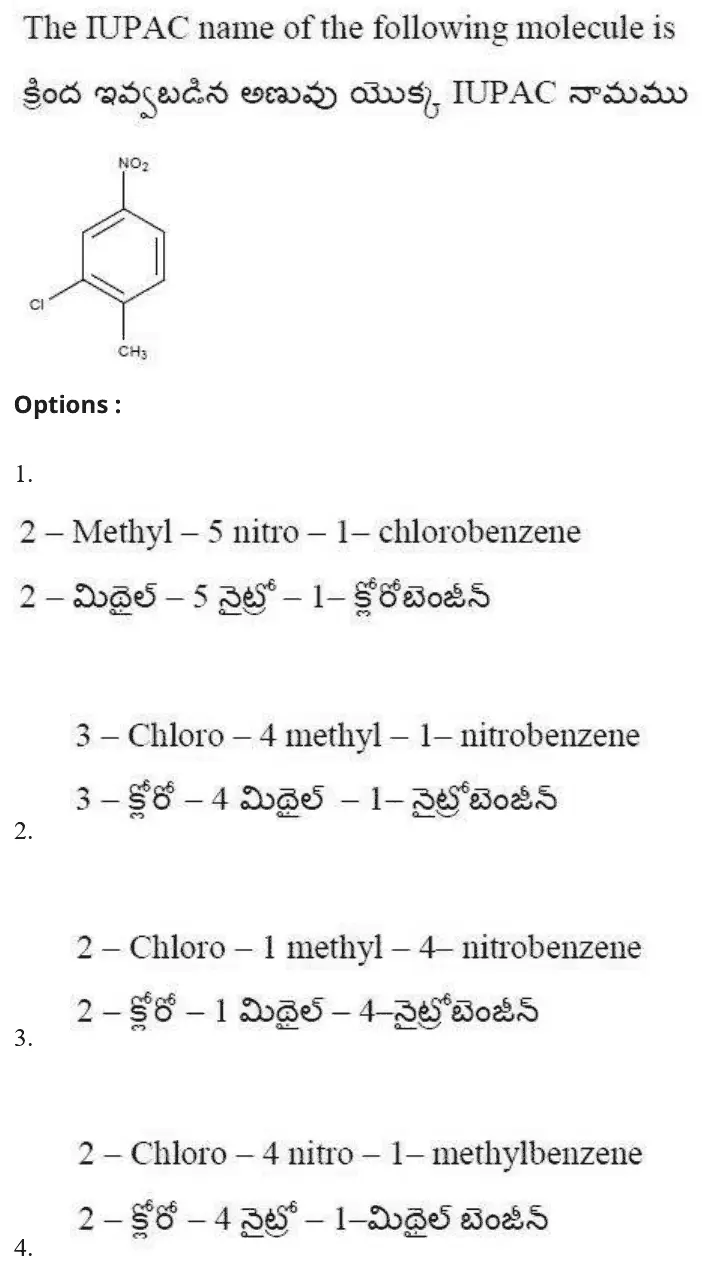 The IUPAC name of the following molecule is
క్రింద ఇవ్వబడిన అణువు యొక్క IUPAC నామము
NO2
Cl
CH3
Options :
1.
2 – Methyl – 5 nitro – 1– chlorobenzene
2 – మిథైల్ – 5 నైట్రో – 1– క్లోరోబెంజీన్
3 – Chloro – 4 methyl – 1– nitrobenzene
3 – క్లోరో – 4 మిథైల్ – 1– నైట్రోబెంజీన్
2.
2 – Chloro – 1 methyl – 4– nitrobenzene
2 – క్లోరో – 1 మిథైల్ – 4–నైట్రోబెంజీన్
3.
2 – Chloro – 4 nitro – 1– methylbenzene
2 – క్లోరో – 4 నైట్రో – 1–మిథైల్ బెంజీన్
4.